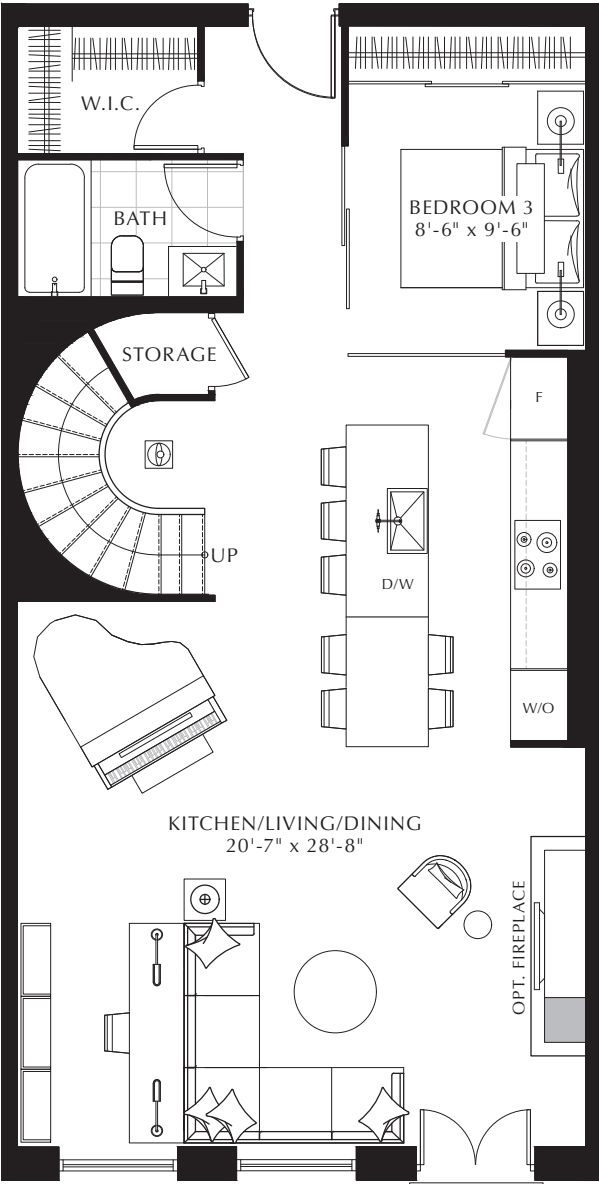 W.I.C.
BATH
BEDROOM 3
8'-6" x 9'-6"
STORAGE
F
UP
D/W
W/O
KITCHEN/LIVING/DINING
20'-7" x 28'-8"
OPT. FIREPLACE